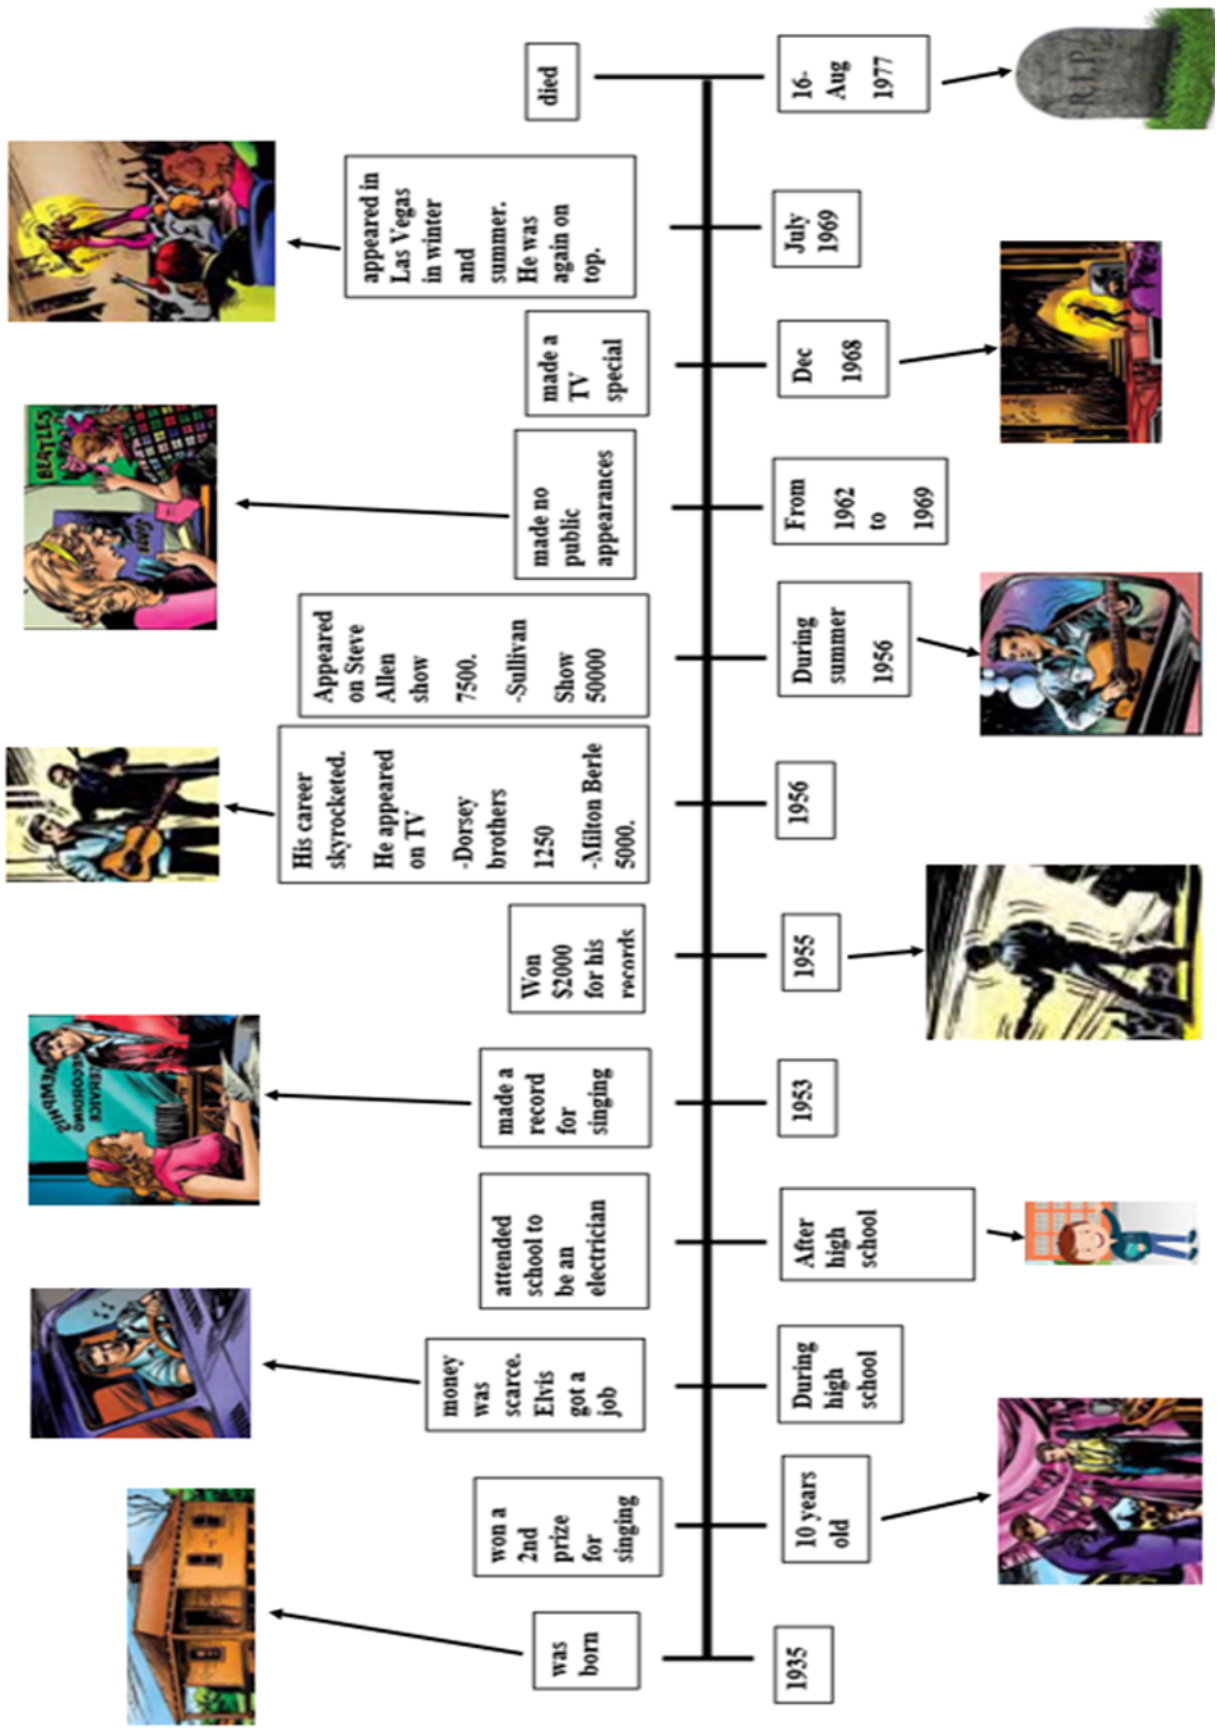 was
born
1935
won a
2nd
prize
for
singing
10 years
old
money
was
scarce.
Elvis
got a
job
During
high
school
attended
school to
be an
electrician
After
high
school
made a
record
for
singing
1953
MEMPHIS
RECORDING
SERVICE
Won
$2000
for his
records
1955
His career
skyrocketed.
He appeared
on TV
-Dorsey
brothers
1250
-Milton Berle
5000.
1956
Appeared
on Steve
Allen
show
7500.
-Sullivan
Show
50000
During
summer
1956
made no
public
appearances
From
1962
to
1969
BEATLES
Elvis
made a
TV
special
Dec
1968
appeared in
Las Vegas
in winter
and
summer.
He was
again on
top.
July
1969
died
16-
Aug
1977
R.I.P